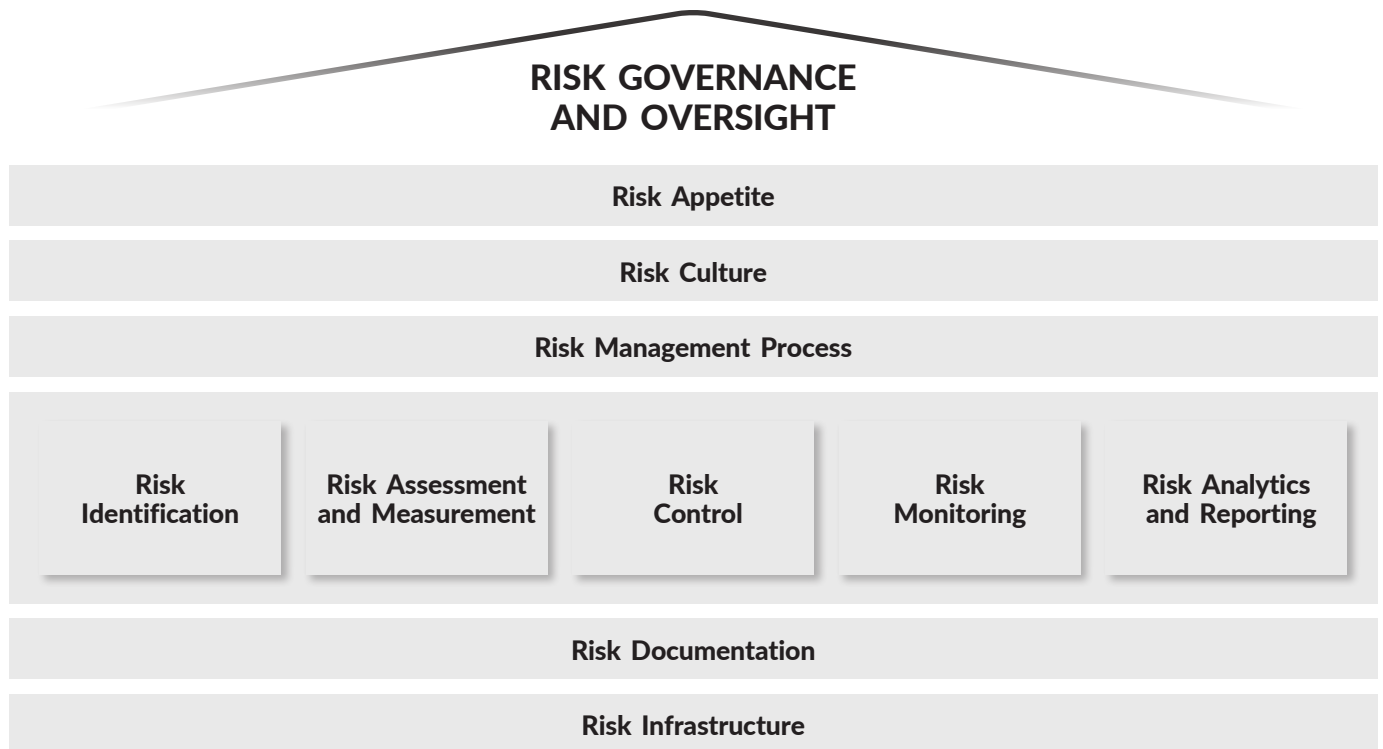 RISK GOVERNANCE
AND OVERSIGHT
Risk Appetite
Risk Culture
Risk Management Process
Risk
Identification
Risk Assessment
and Measurement
Risk
Control
Risk
Monitoring
Risk Analytics
and Reporting
Risk Documentation
Risk Infrastructure